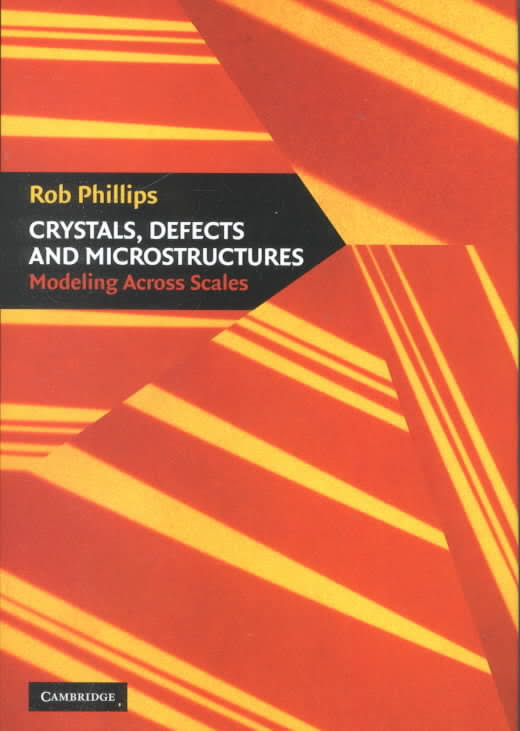 Rob Phillips
CRYSTALS, DEFECTS
AND MICROSTRUCTURES
Modeling Across Scales
CAMBRIDGE